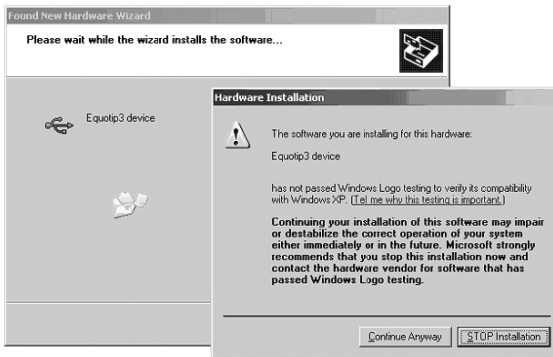 Found New Hardware Wizard
Please wait while the wizard installs the software...
Equotip3 device
Hardware Installation
The software you are installing for this hardware:
Equotip3 device
has not passed Windows Logo testing to verify its compatibility
with Windows XP. (Tell me why this testing is important.)
Continuing your installation of this software may impair
or destabilize the correct operation of your system
either immediately or in the future. Microsoft strongly
recommends that you stop this installation now and
contact the hardware vendor for software that has
passed Windows Logo testing.
Continue Anyway
STOP Installation